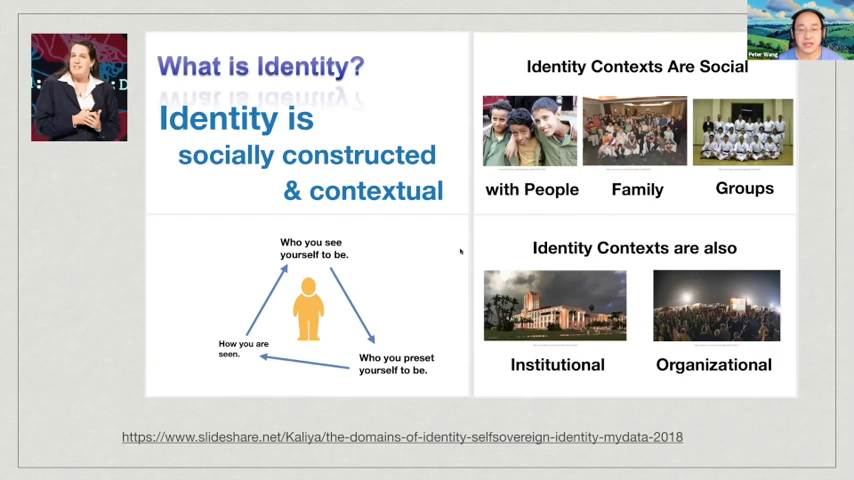 Peter Wang
What is Identity?
Identity is
socially constructed
& contextual
Identity Contexts Are Social
with People
Family
Groups
Who you see
yourself to be.
How you are
seen.
Who you preset
yourself to be.
Identity Contexts are also
Institutional
Organizational
https://www.slideshare.net/Kaliya/the-domains-of-identity-selfsovereign-identity-mydata-2018